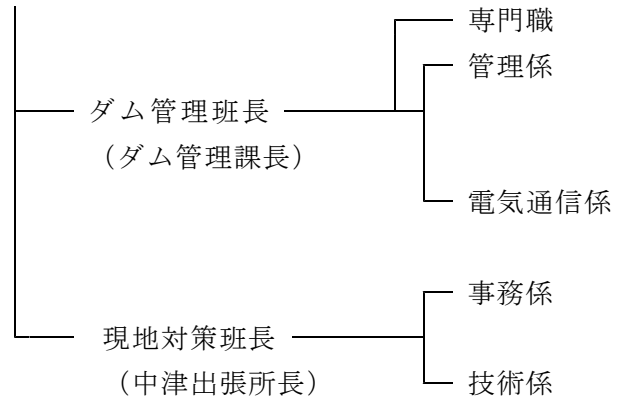 専門職
管理係
ダム管理班長
（ダム管理課長）
電気通信係
事務係
現地対策班長
（中津出張所長）
技術係